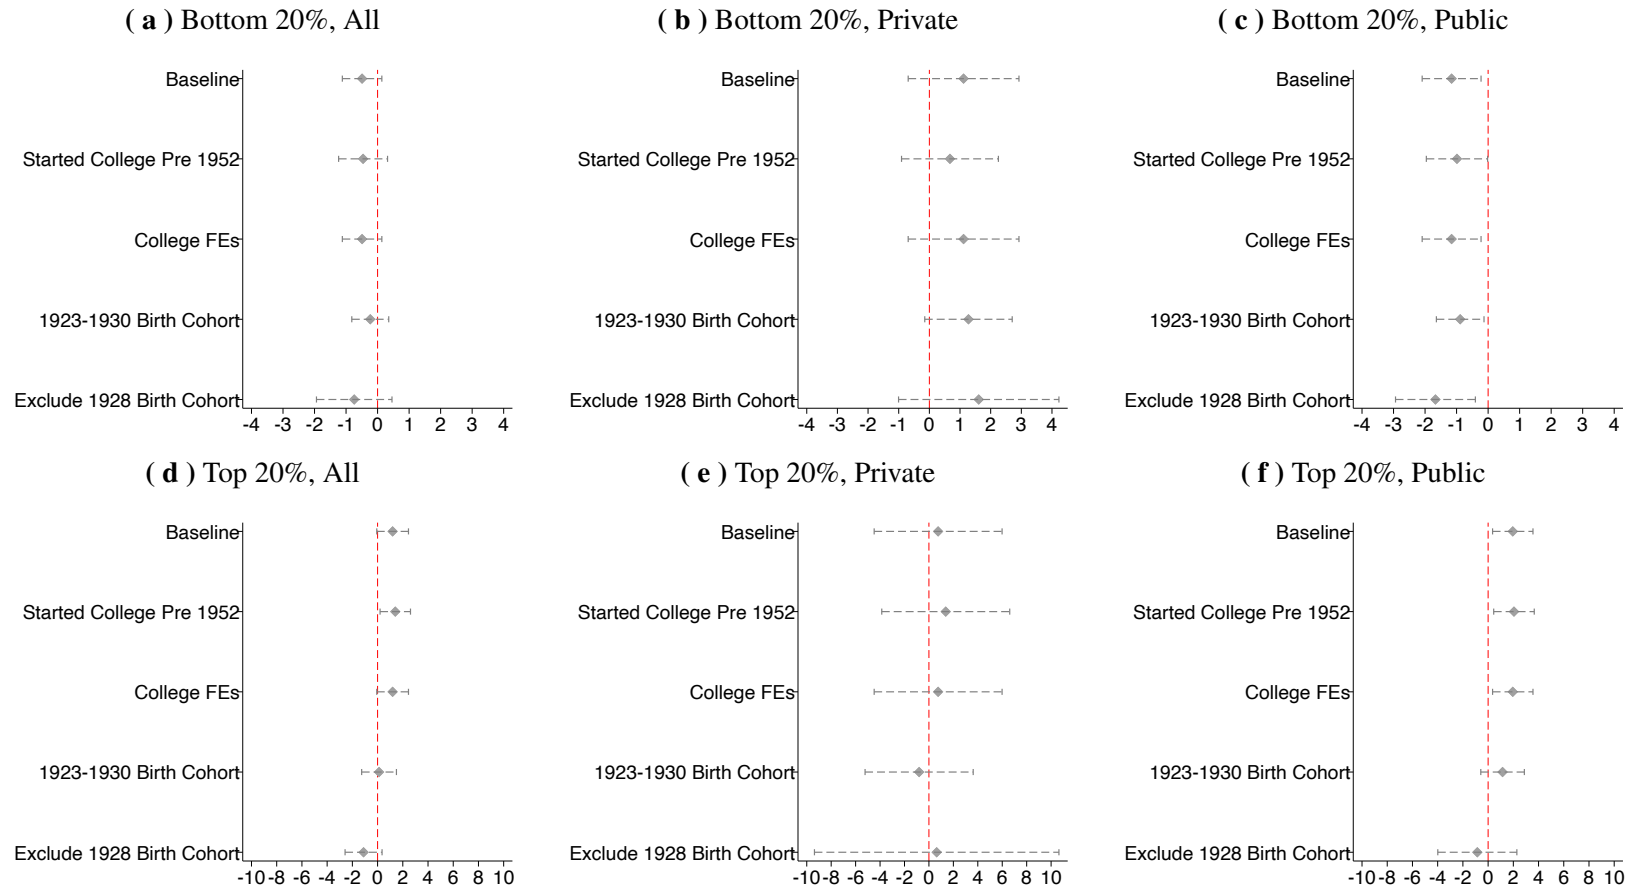 ( a ) Bottom 20%, All
Baseline
Started College Pre 1952
College FEs
1923-1930 Birth Cohort
Exclude 1928 Birth Cohort
-4 -3 -2 -1 0 1 2 3 4
( b ) Bottom 20%, Private
Baseline
Started College Pre 1952
College FEs
1923-1930 Birth Cohort
Exclude 1928 Birth Cohort
-4 -3 -2 -1 0 1 2 3 4
( c ) Bottom 20%, Public
Baseline
Started College Pre 1952
College FEs
1923-1930 Birth Cohort
Exclude 1928 Birth Cohort
-4 -3 -2 -1 0 1 2 3 4
( d ) Top 20%, All
Baseline
Started College Pre 1952
College FEs
1923-1930 Birth Cohort
Exclude 1928 Birth Cohort
-10 -8 -6 -4 -2 0 2 4 6 8 10
( e ) Top 20%, Private
Baseline
Started College Pre 1952
College FEs
1923-1930 Birth Cohort
Exclude 1928 Birth Cohort
-10 -8 -6 -4 -2 0 2 4 6 8 10
( f ) Top 20%, Public
Baseline
Started College Pre 1952
College FEs
1923-1930 Birth Cohort
Exclude 1928 Birth Cohort
-10 -8 -6 -4 -2 0 2 4 6 8 10